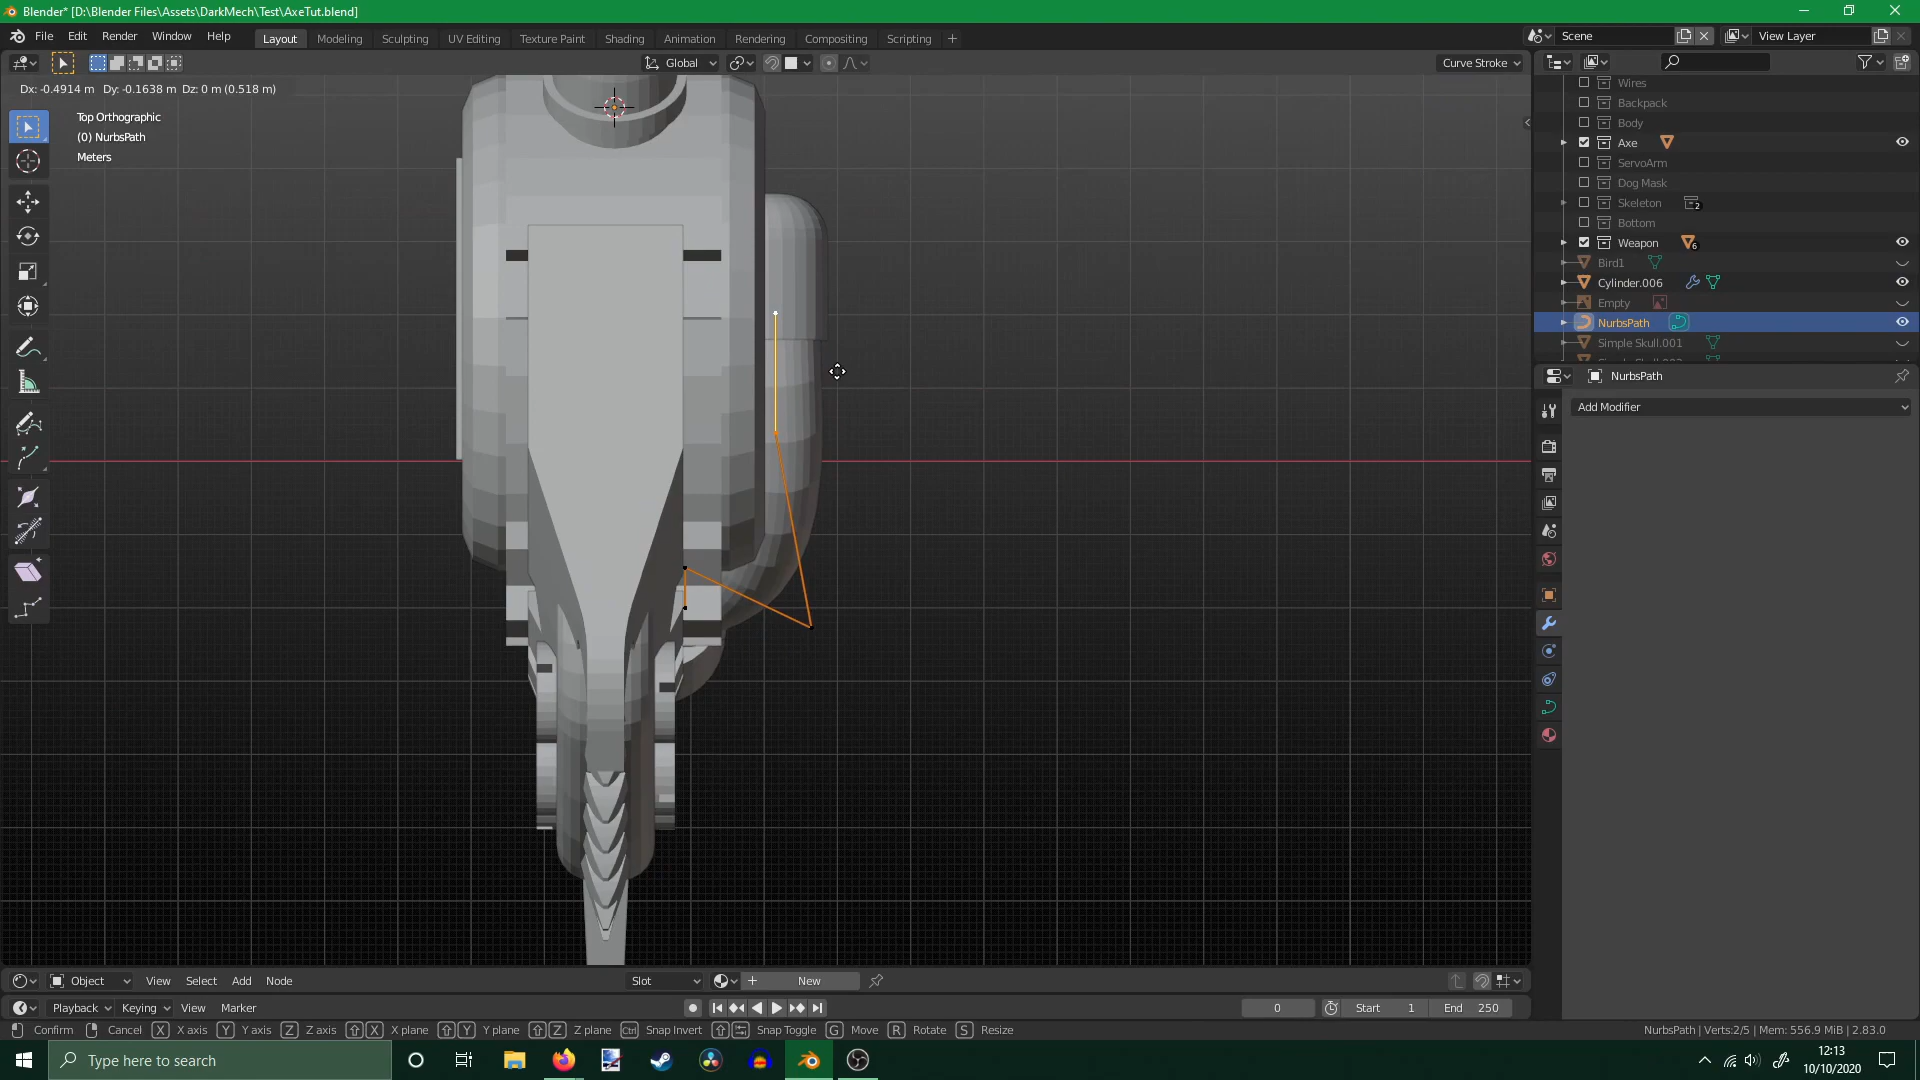 Blender* [D:\Blender Files\Assets\DarkMech\Test\AxeTut.blend]
File Edit Render Window Help Layout Modeling Sculpting UV Editing Texture Paint Shading Animation Rendering Compositing Scripting + Scene View Layer
Global Curve Stroke
Dx: -0.4914 m Dy: -0.1638 m Dz: 0 m (0.518 m)
Top Orthographic
(0) NurbsPath
Meters
Wires
Backpack
Body
Axe
ServoArm
Dog Mask
Skeleton 2
Bottom
Weapon 6
Bird1
Cylinder.006
Empty
NurbsPath
Simple Skull.001
NurbsPath
Add Modifier
Object View Select Add Node Slot + New
Playback Keying View Marker 0 Start 1 End 250
Confirm Cancel X X axis Y Y axis Z Z axis X X plane Y Y plane Z Z plane Ctrl Snap Invert Snap Toggle G Move R Rotate S Resize NurbsPath | Verts:2/5 | Mem: 556.9 MiB | 2.83.0
Type here to search
12:13
10/10/2020